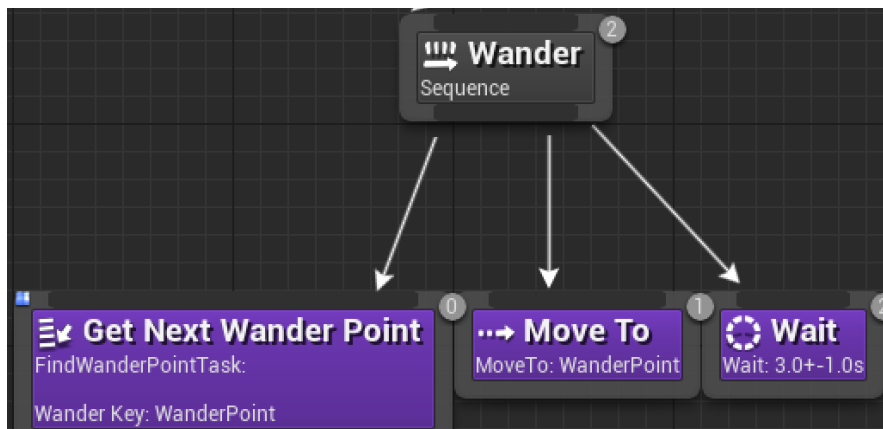 2
Wander
Sequence
0
1
2
Get Next Wander Point
Move To
Wait
FindWanderPointTask:
MoveTo: WanderPoint
Wait: 3.0+-1.0s
Wander Key: WanderPoint